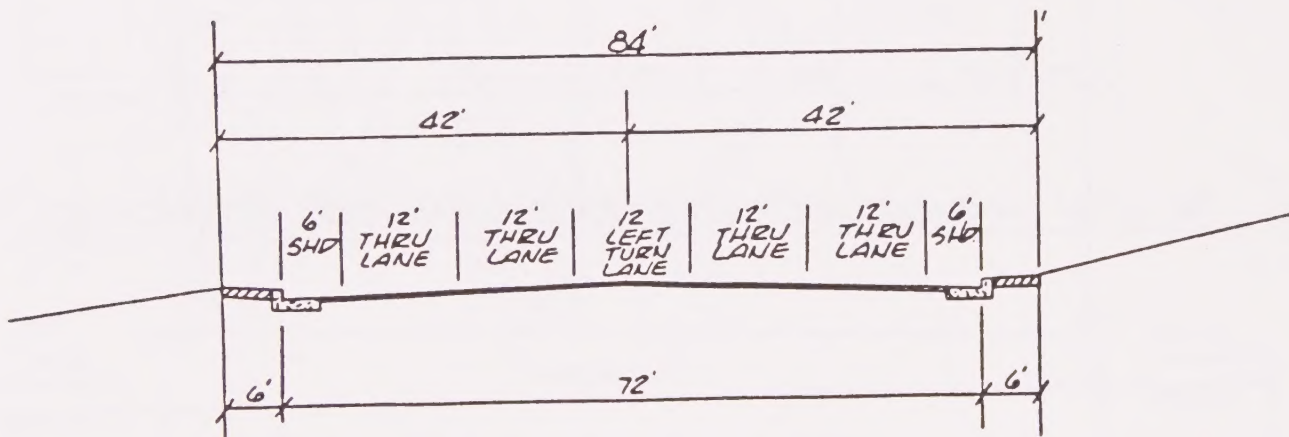 84'
42'
42'
6'
SHD
12'
THRU
LANE
12'
THRU
LANE
12
LEFT
TURN
LANE
12'
THRU
LANE
12'
THRU
LANE
6'
SHD
6'
72'
6'